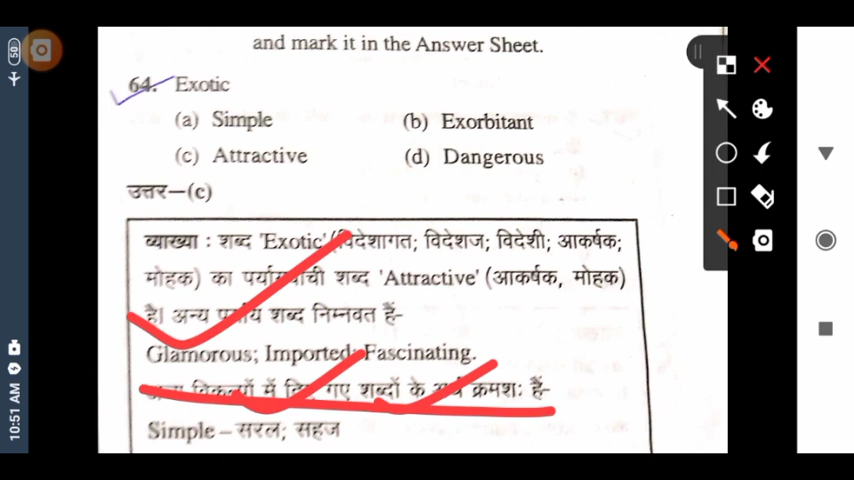 and mark it in the Answer Sheet.
64. Exotic
(a) Simple (b) Exorbitant
(c) Attractive (d) Dangerous
उत्तर–(c)
व्याख्या : शब्द 'Exotic' (विदेशागत; विदेशज; विदेशी; आकर्षक;
मोहक) का पर्यायवाची शब्द 'Attractive' (आकर्षक, मोहक)
है। अन्य पर्याय शब्द निम्नवत हैं-
Glamorous; Imported; Fascinating.
अन्य विकल्पों में दिए गए शब्दों के अर्थ क्रमशः हैं-
Simple – सरल; सहज
10:51 AM
50